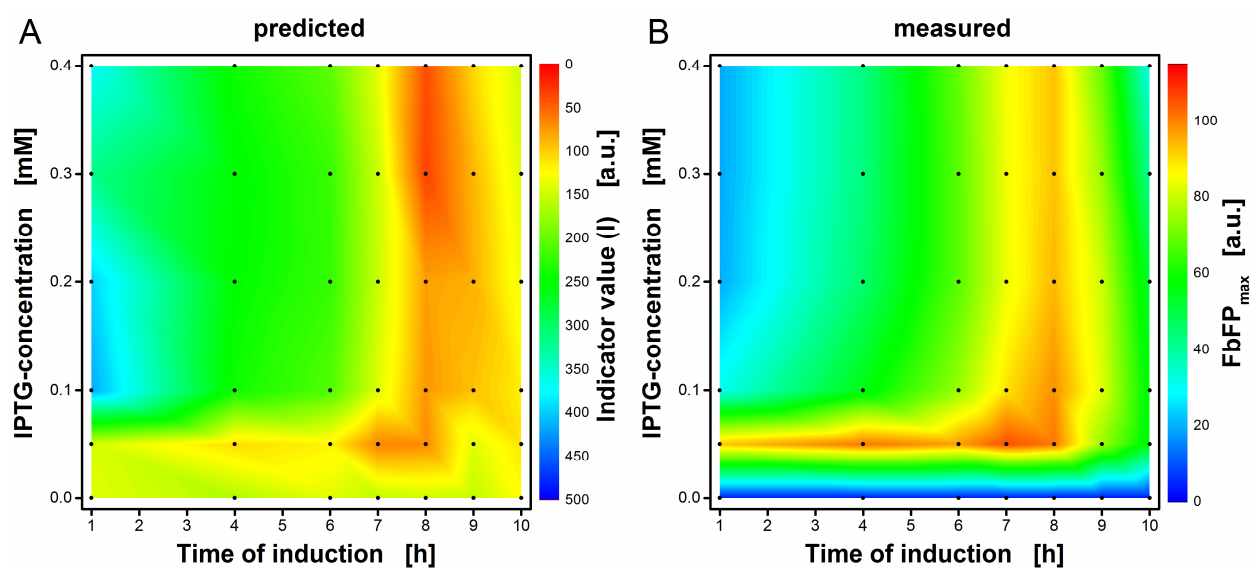 A
predicted
0.4
0.3
0.2
0.1
0.0
IPTG-concentration [mM]
1 2 3 4 5 6 7 8 9 10
Time of induction [h]
0
50
100
150
200
250
300
350
400
450
500
Indicator value (I) [a.u.]
B
measured
0.4
0.3
0.2
0.1
0.0
IPTG-concentration [mM]
1 2 3 4 5 6 7 8 9 10
Time of induction [h]
100
80
60
40
20
0
FbFPmax [a.u.]